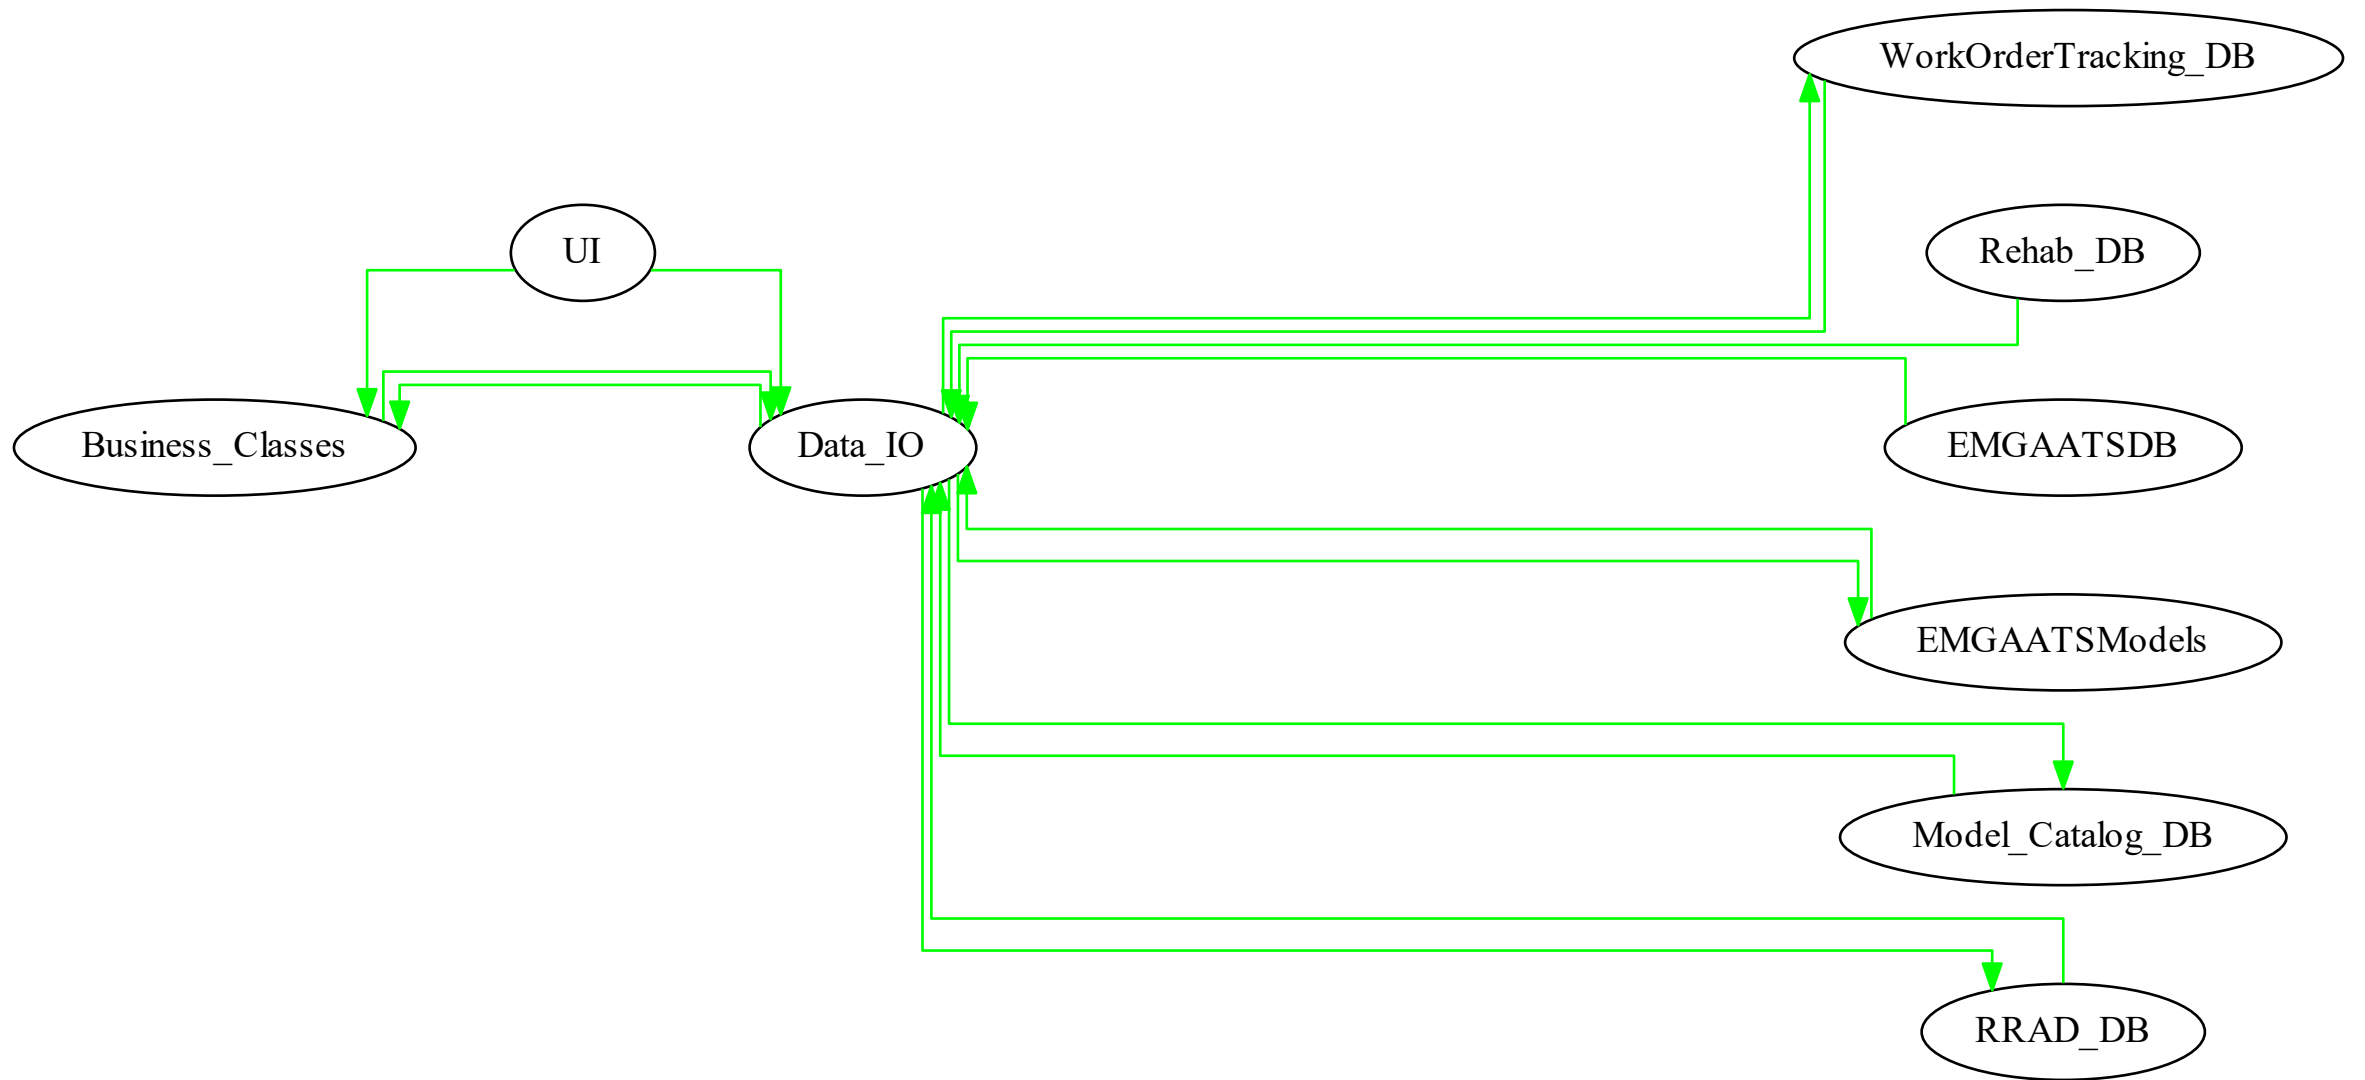 WorkOrderTracking_DB
UI
Rehab_DB
Business_Classes
Data_IO
EMGAATSDB
EMGAATSModels
Model_Catalog_DB
RRAD_DB